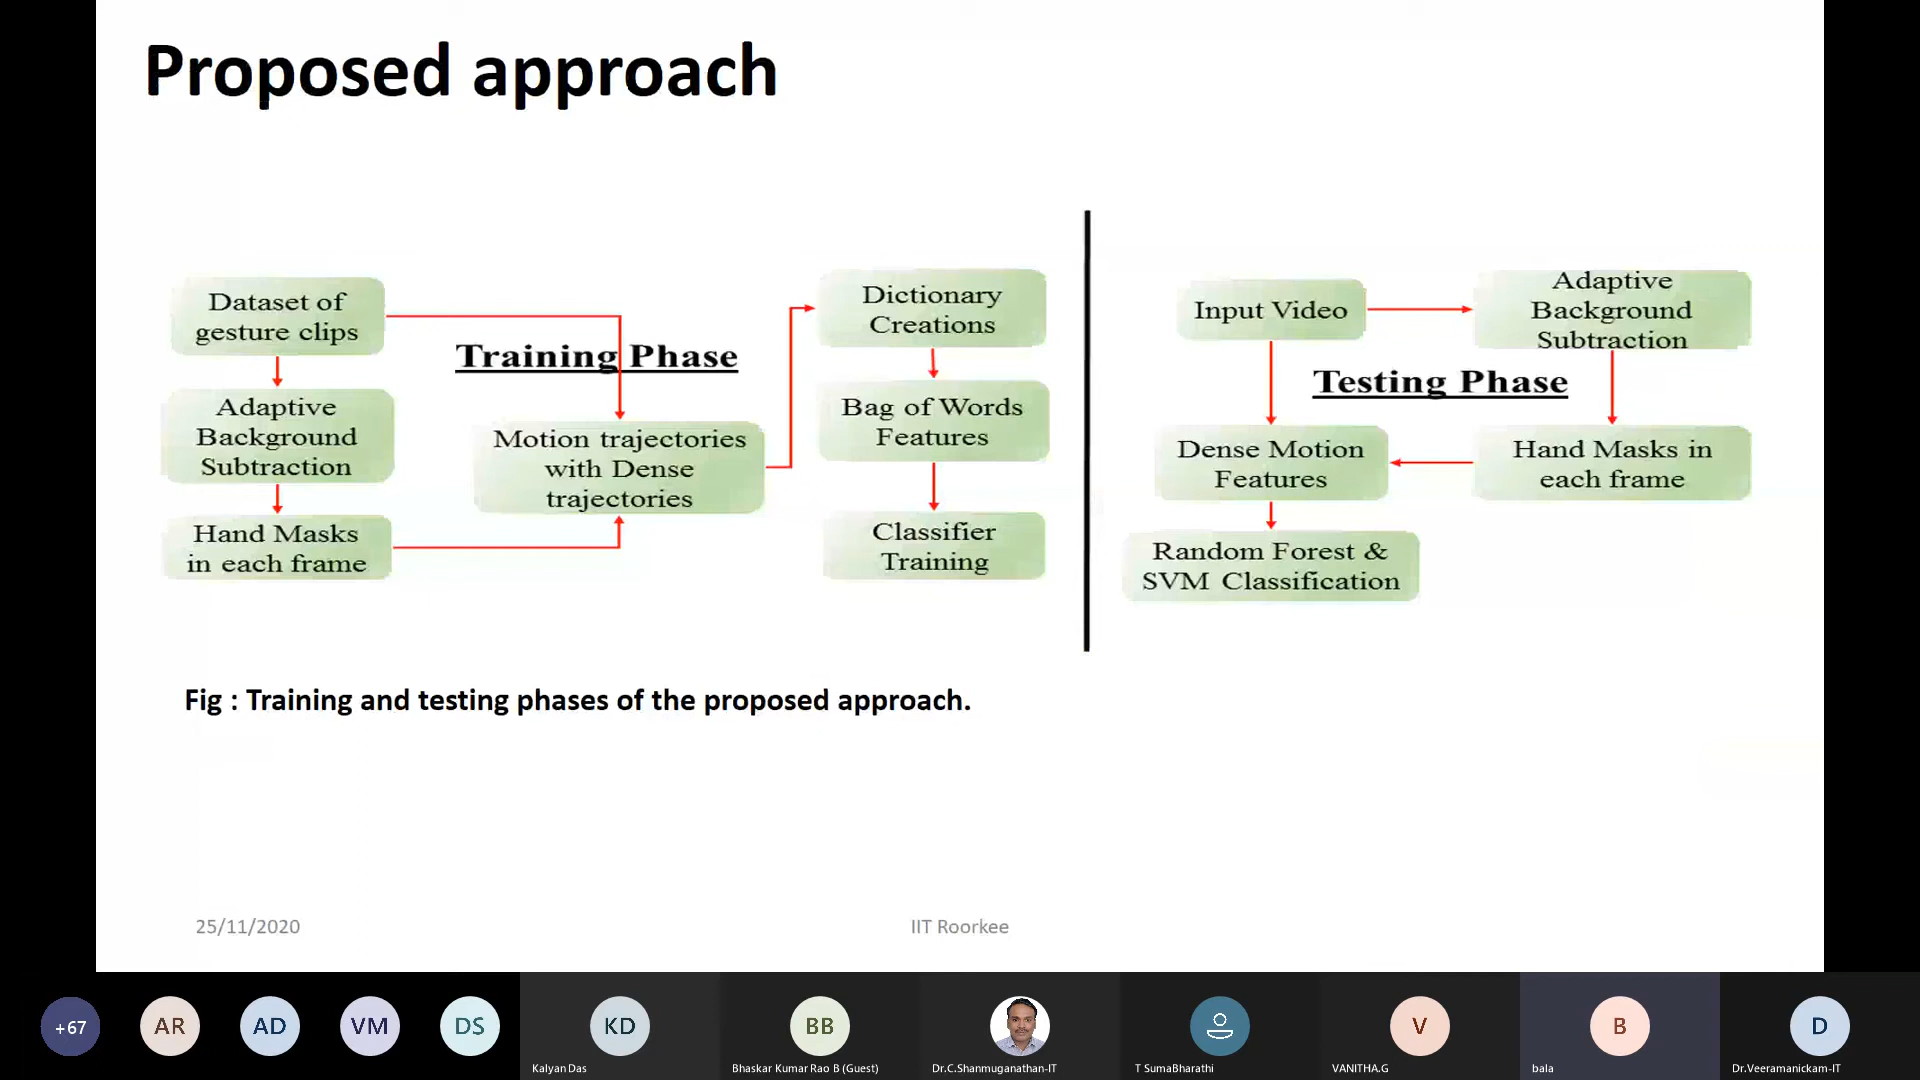 Proposed approach
Dataset of
gesture clips
Adaptive
Background
Subtraction
Hand Masks
in each frame
Training Phase
Motion trajectories
with Dense
trajectories
Dictionary
Creations
Bag of Words
Features
Classifier
Training
Input Video
Adaptive
Background
Subtraction
Testing Phase
Dense Motion
Features
Hand Masks in
each frame
Random Forest &
SVM Classification
Fig : Training and testing phases of the proposed approach.
25/11/2020
IIT Roorkee
+67
AR
AD
VM
DS
KD
BB
V
B
D
Kalyan Das
Bhaskar Kumar Rao B (Guest)
Dr.C.Shanmuganathan-IT
T SumaBharathi
VANITHA.G
bala
Dr.Veeramanickam-IT